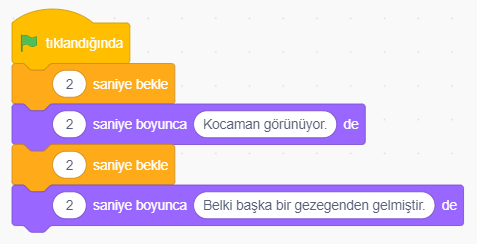 tıklandığında
2 saniye bekle
2 saniye boyunca Kocaman görünüyor. de
2 saniye bekle
2 saniye boyunca Belki başka bir gezegenden gelmiştir. de